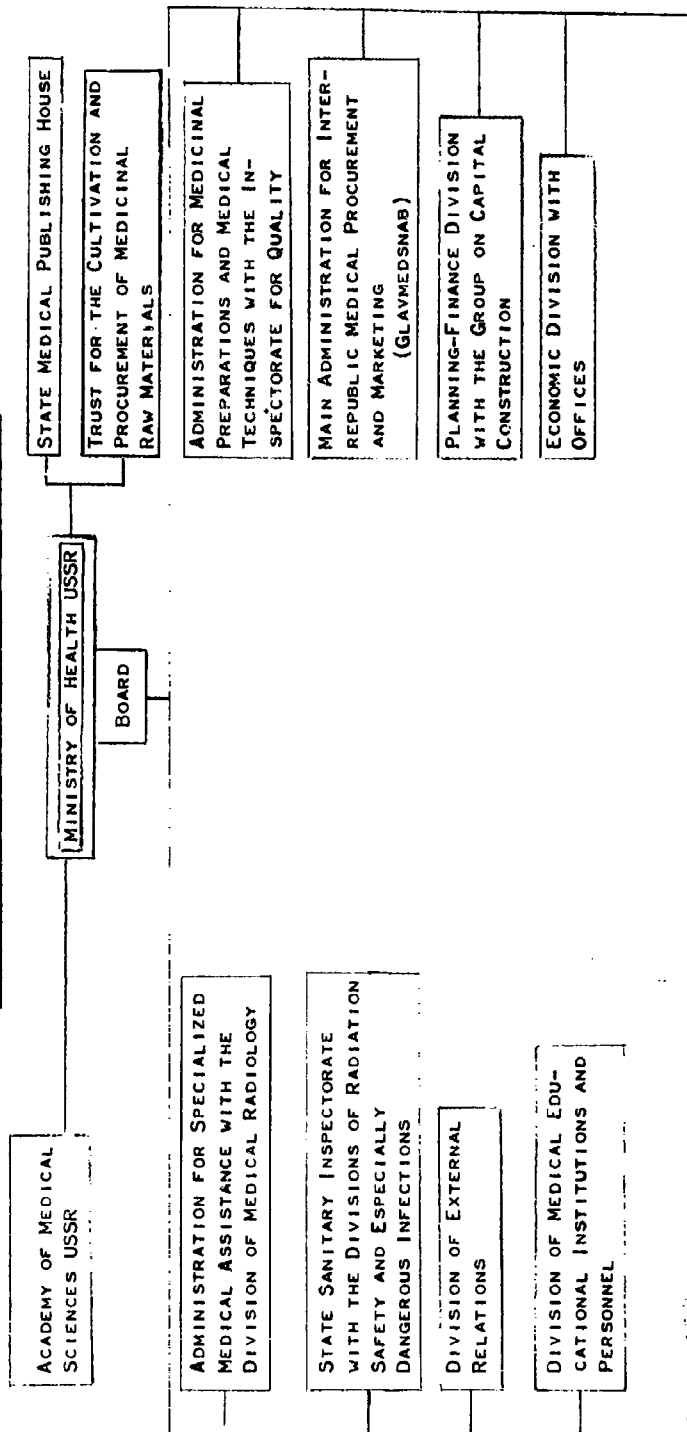 MINISTRY OF HEALTH USSR
BOARD
ACADEMY OF MEDICAL
SCIENCES USSR
STATE MEDICAL PUBLISHING HOUSE
TRUST FOR THE CULTIVATION AND
PROCUREMENT OF MEDICINAL
RAW MATERIALS
ADMINISTRATION FOR SPECIALIZED
MEDICAL ASSISTANCE WITH THE
DIVISION OF MEDICAL RADIOLOGY
STATE SANITARY INSPECTORATE
WITH THE DIVISIONS OF RADIATION
SAFETY AND ESPECIALLY
DANGEROUS INFECTIONS
DIVISION OF EXTERNAL
RELATIONS
DIVISION OF MEDICAL EDU-
CATIONAL INSTITUTIONS AND
PERSONNEL
ADMINISTRATION FOR MEDICINAL
PREPARATIONS AND MEDICAL
TECHNIQUES WITH THE IN-
SPECTORATE FOR QUALITY
MAIN ADMINISTRATION FOR INTER-
REPUBLIC MEDICAL PROCUREMENT
AND MARKETING
(GLAVMEDSNAB)
PLANNING-FINANCE DIVISION
WITH THE GROUP ON CAPITAL
CONSTRUCTION
ECONOMIC DIVISION WITH
OFFICES